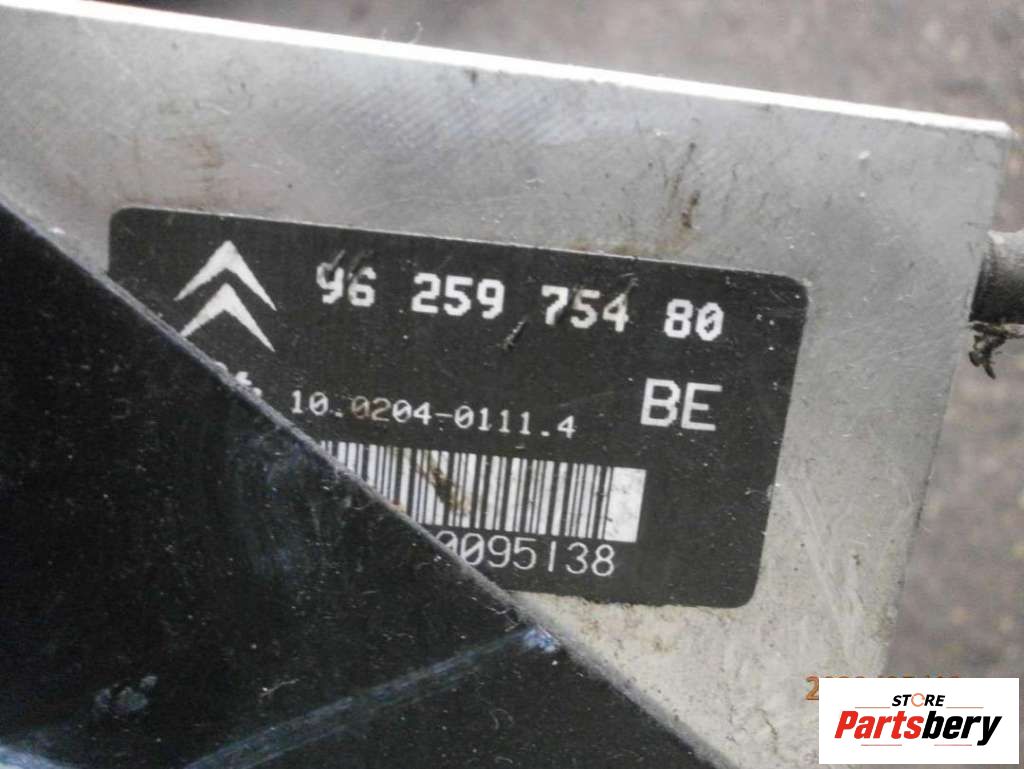 96 259 754 80
10.0204-0111.4
BE
0095138
STORE
Partsbery